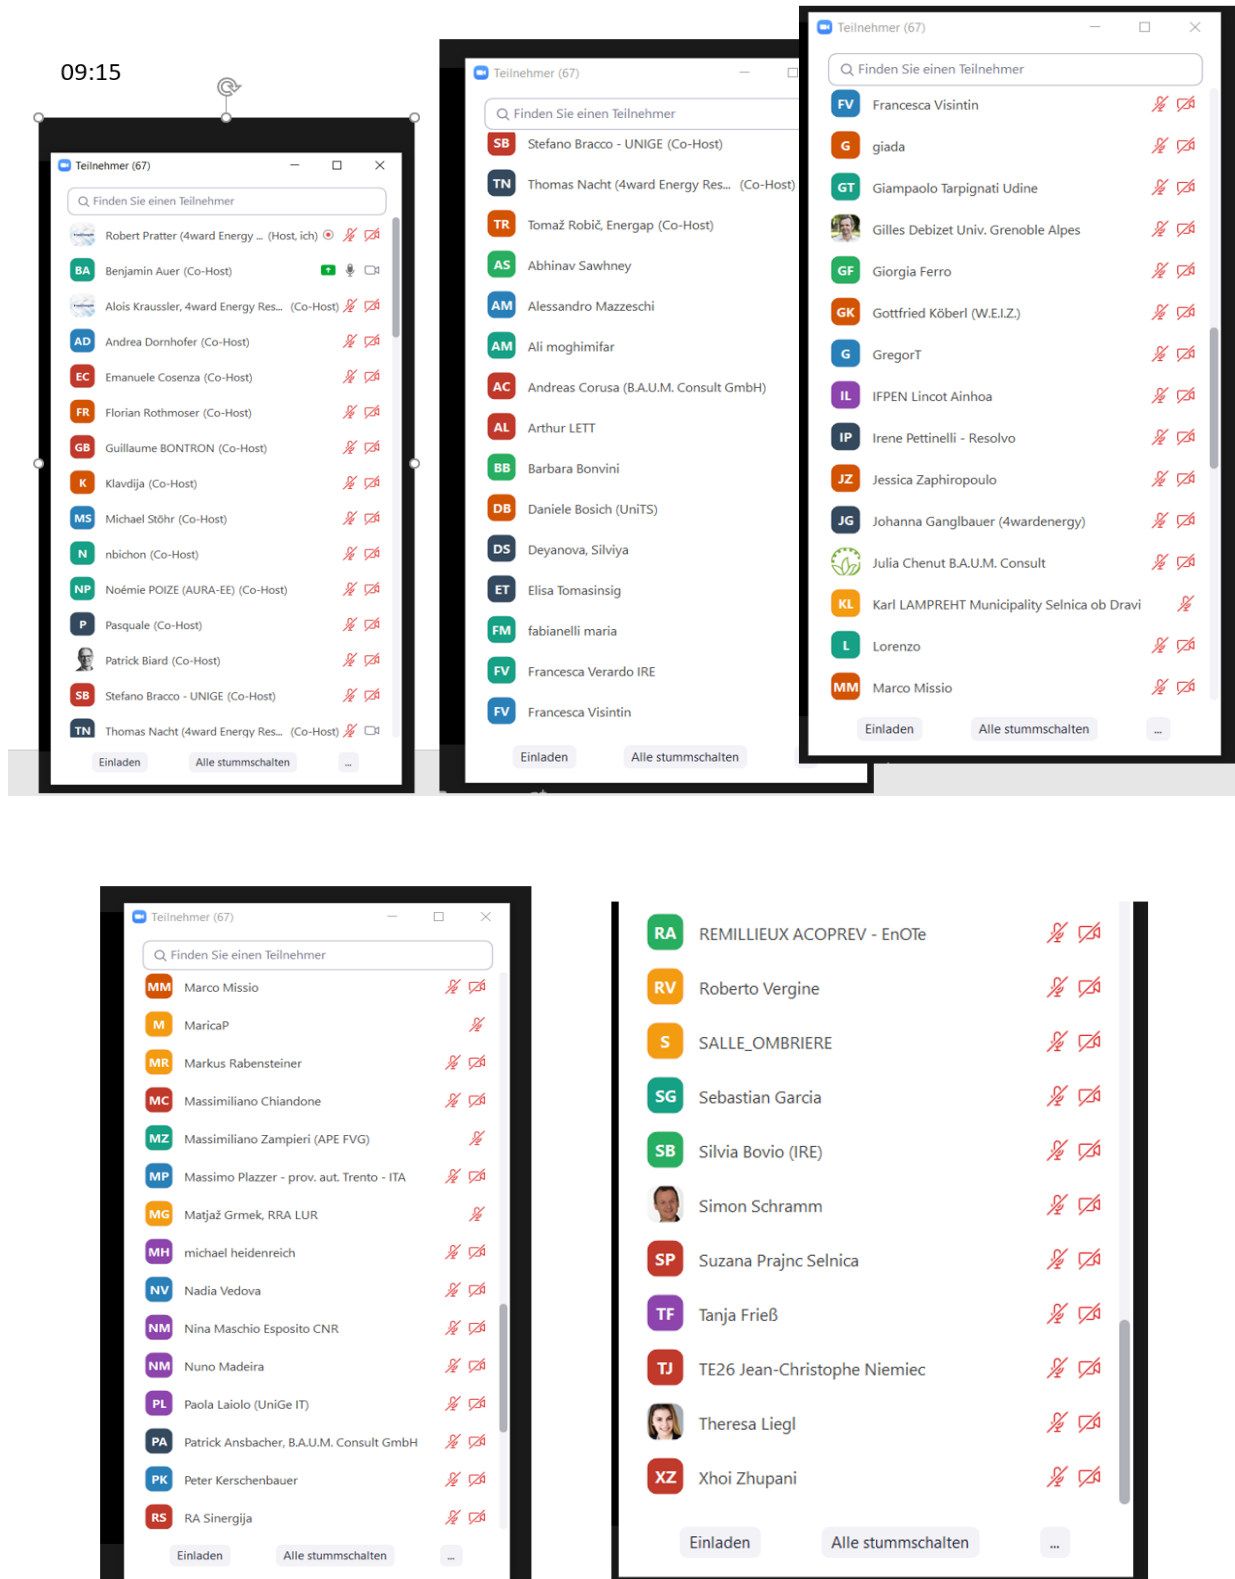 09:15
Teilnehmer (67)
Finden Sie einen Teilnehmer
Robert Pratter (4ward Energy ... (Host, ich)
BA Benjamin Auer (Co-Host)
Alois Kraussler, 4ward Energy Res... (Co-Host)
AD Andrea Dornhofer (Co-Host)
EC Emanuele Cosenza (Co-Host)
FR Florian Rothmoser (Co-Host)
GB Guillaume BONTRON (Co-Host)
K Klavdija (Co-Host)
MS Michael Stöhr (Co-Host)
N nbichon (Co-Host)
NP Noémie POIZE (AURA-EE) (Co-Host)
P Pasquale (Co-Host)
Patrick Biard (Co-Host)
SB Stefano Bracco - UNIGE (Co-Host)
TN Thomas Nacht (4ward Energy Res... (Co-Host)
Einladen Alle stummschalten ...
Teilnehmer (67)
Finden Sie einen Teilnehmer
SB Stefano Bracco - UNIGE (Co-Host)
TN Thomas Nacht (4ward Energy Res... (Co-Host)
TR Tomaž Robič, Energap (Co-Host)
AS Abhinav Sawhney
AM Alessandro Mazzeschi
AM Ali moghimifar
AC Andreas Corusa (B.A.U.M. Consult GmbH)
AL Arthur LETT
BB Barbara Bonvini
DB Daniele Bosich (UniTS)
DS Deyanova, Silviya
ET Elisa Tomasinsig
FM fabianelli maria
FV Francesca Verardo IRE
FV Francesca Visintin
Einladen Alle stummschalten
Teilnehmer (67)
Finden Sie einen Teilnehmer
FV Francesca Visintin
G giada
GT Giampaolo Tarpignati Udine
Gilles Debizet Univ. Grenoble Alpes
GF Giorgia Ferro
GK Gottfried Köberl (W.E.I.Z.)
G GregorT
IL IFPEN Lincot Ainhoa
IP Irene Pettinelli - Resolvo
JZ Jessica Zaphiropoulo
JG Johanna Ganglbauer (4wardenergy)
Julia Chenut B.A.U.M. Consult
KL Karl LAMPREHT Municipality Selnica ob Dravi
L Lorenzo
MM Marco Missio
Einladen Alle stummschalten ...
Teilnehmer (67)
Finden Sie einen Teilnehmer
MM Marco Missio
M MaricaP
MR Markus Rabensteiner
MC Massimiliano Chiandone
MZ Massimiliano Zampieri (APE FVG)
MP Massimo Plazzer - prov. aut. Trento - ITA
MG Matjaž Grmek, RRA LUR
MH michael heidenreich
NV Nadia Vedova
NM Nina Maschio Esposito CNR
NM Nuno Madeira
PL Paola Laiolo (UniGe IT)
PA Patrick Ansbacher, B.A.U.M. Consult GmbH
PK Peter Kerschenbauer
RS RA Sinergija
Einladen Alle stummschalten ...
RA REMILLIEUX ACOPREV - EnOTe
RV Roberto Vergine
S SALLE_OMBRIERE
SG Sebastian Garcia
SB Silvia Bovio (IRE)
Simon Schramm
SP Suzana Prajnc Selnica
TF Tanja Frieß
TJ TE26 Jean-Christophe Niemiec
Theresa Liegl
XZ Xhoi Zhupani
Einladen Alle stummschalten ...